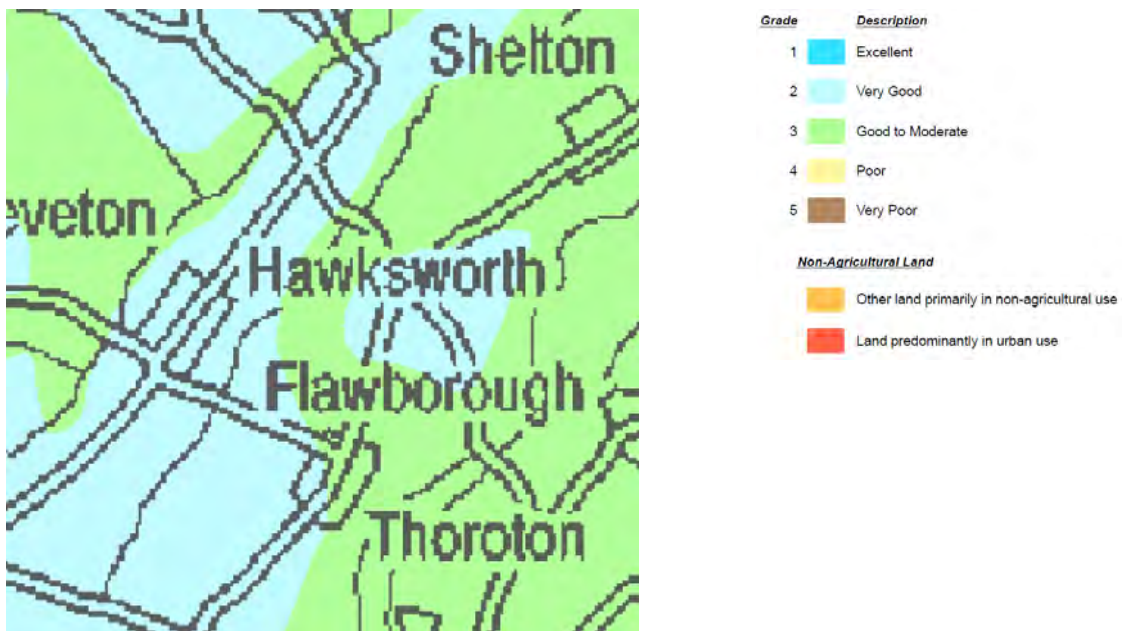 Shelton
veton
Hawksworth
Flawborough
Thoroton
Grade Description
1 Excellent
2 Very Good
3 Good to Moderate
4 Poor
5 Very Poor
Non-Agricultural Land
Other land primarily in non-agricultural use
Land predominantly in urban use